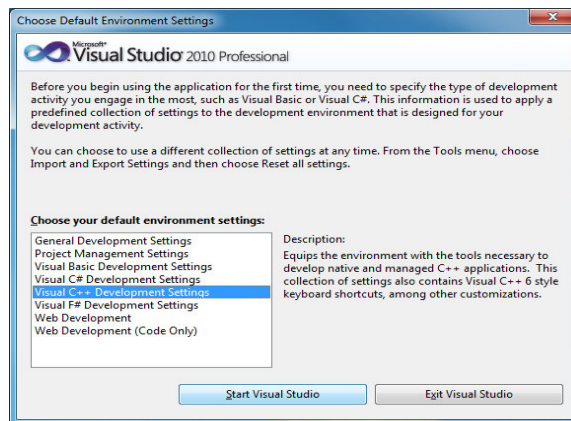 Choose Default Environment Settings
Microsoft®
Visual Studio® 2010 Professional
Before you begin using the application for the first time, you need to specify the type of development
activity you engage in the most, such as Visual Basic or Visual C#. This information is used to apply a
predefined collection of settings to the development environment that is designed for your
development activity.
You can choose to use a different collection of settings at any time. From the Tools menu, choose
Import and Export Settings and then choose Reset all settings.
Choose your default environment settings:
General Development Settings
Project Management Settings
Visual Basic Development Settings
Visual C# Development Settings
Visual C++ Development Settings
Visual F# Development Settings
Web Development
Web Development (Code Only)
Description:
Equips the environment with the tools necessary to
develop native and managed C++ applications. This
collection of settings also contains Visual C++ 6 style
keyboard shortcuts, among other customizations.
Start Visual Studio
Exit Visual Studio